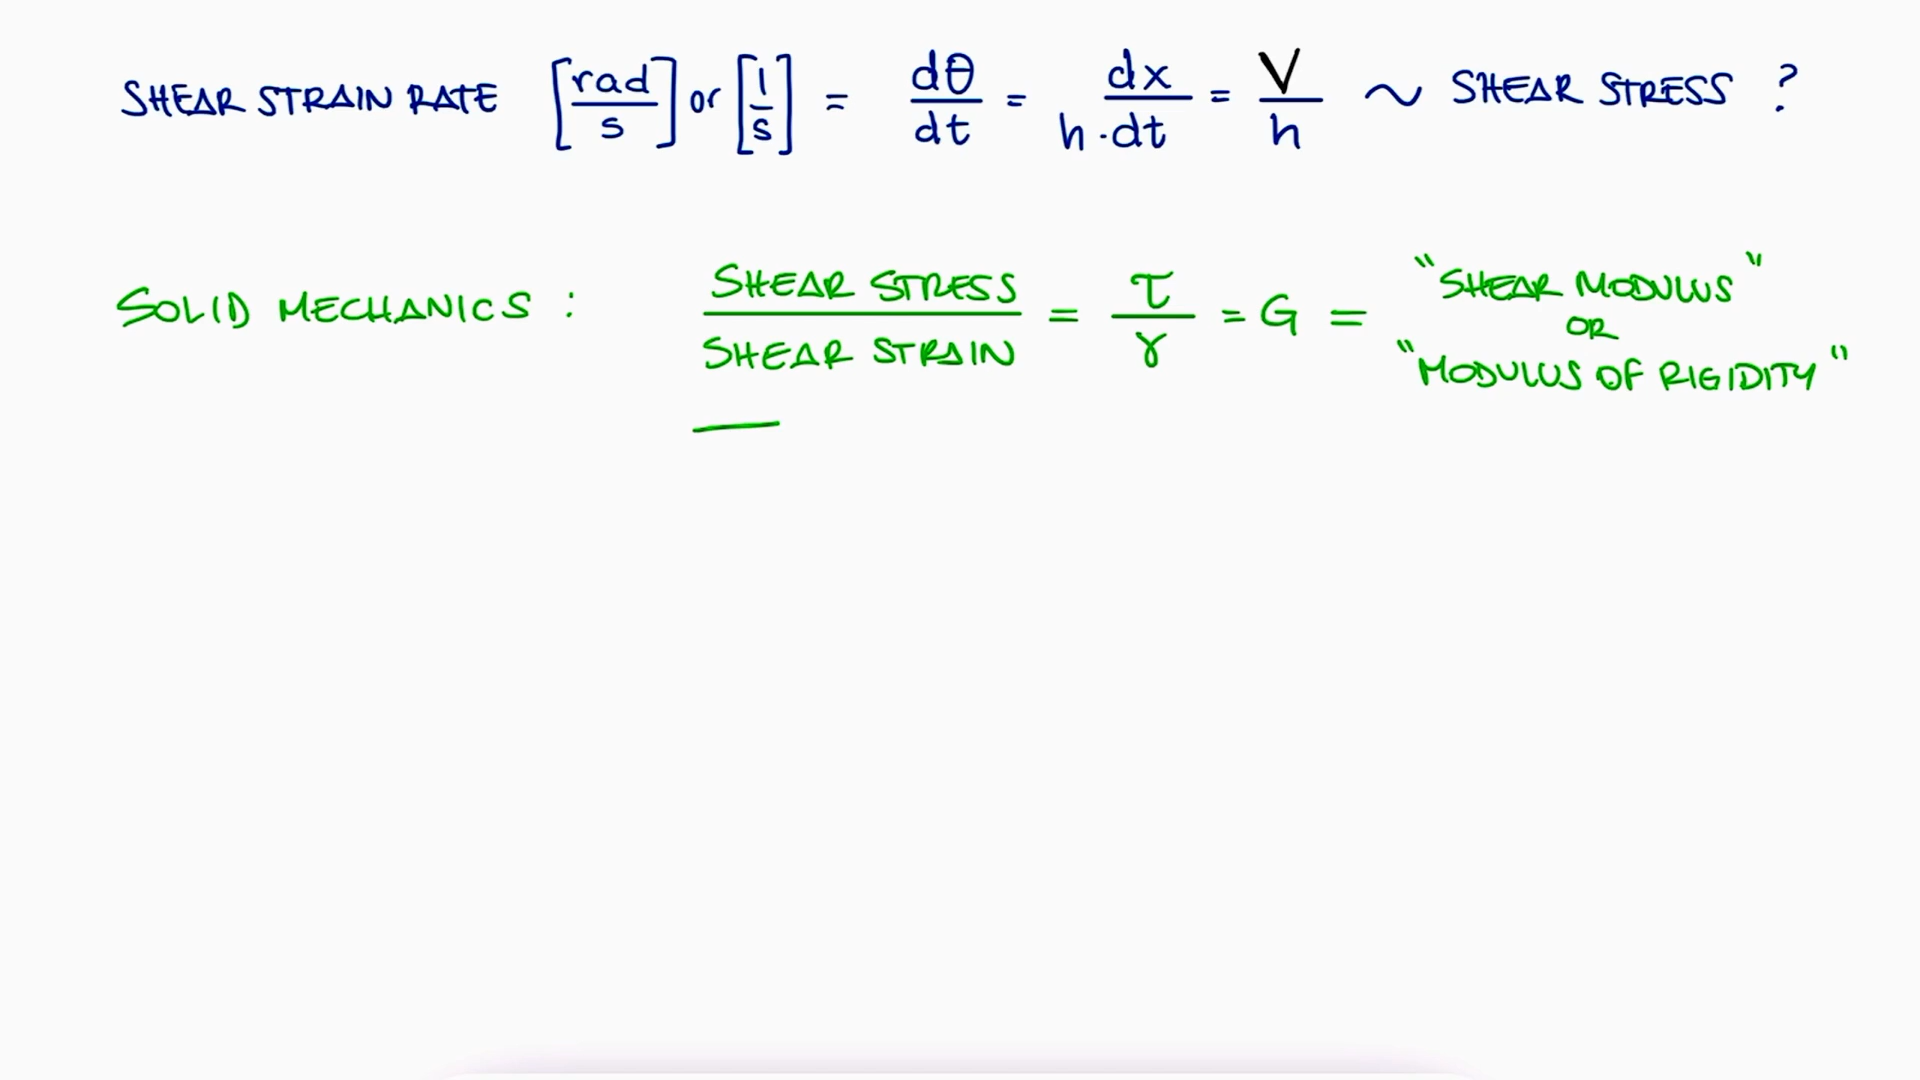 SHEAR STRAIN RATE [rad/s] or [1/s] = dθ/dt = dx/h·dt = V/h ~ SHEAR STRESS ?
SOLID MECHANICS : SHEAR STRESS/SHEAR STRAIN = τ/γ = G = "SHEAR MODULUS"
OR
"MODULUS OF RIGIDITY"